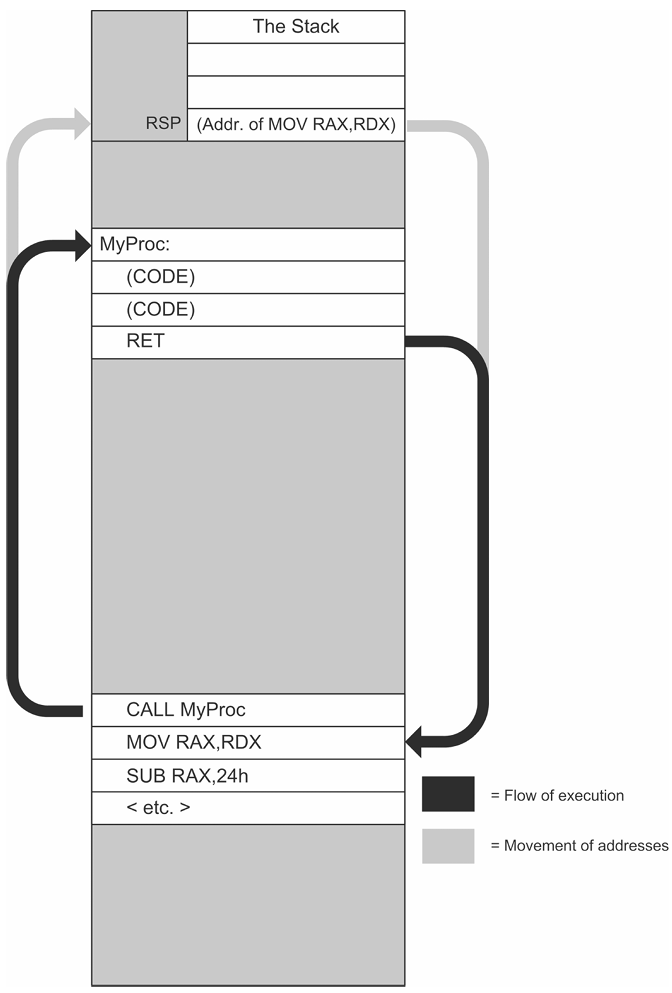 The Stack
RSP (Addr. of MOV RAX,RDX)
MyProc:
(CODE)
(CODE)
RET
CALL MyProc
MOV RAX,RDX
SUB RAX,24h
< etc. >
= Flow of execution
= Movement of addresses